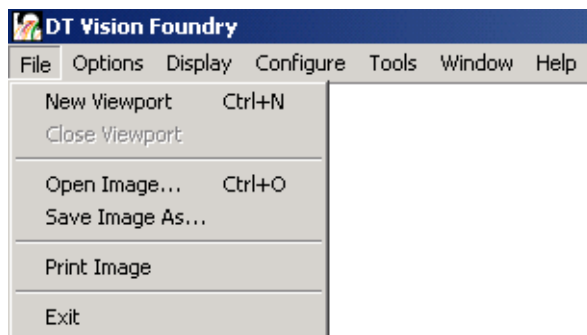 DT Vision Foundry
File Options Display Configure Tools Window Help
New Viewport Ctrl+N
Close Viewport
Open Image... Ctrl+O
Save Image As...
Print Image
Exit